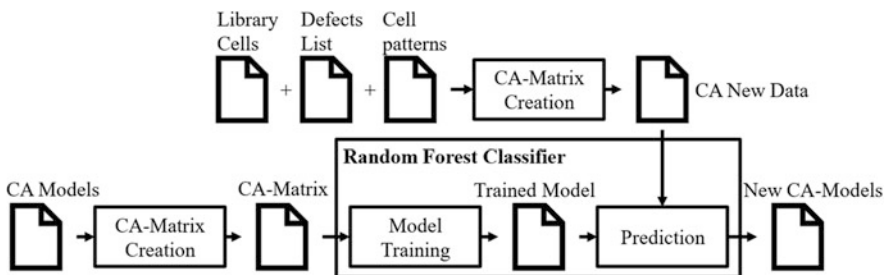 Library
Cells
Defects
List
Cell
patterns
+
+
CA-Matrix
Creation
CA New Data
Random Forest Classifier
CA Models
CA-Matrix
Creation
CA-Matrix
Model
Training
Trained Model
Prediction
New CA-Models